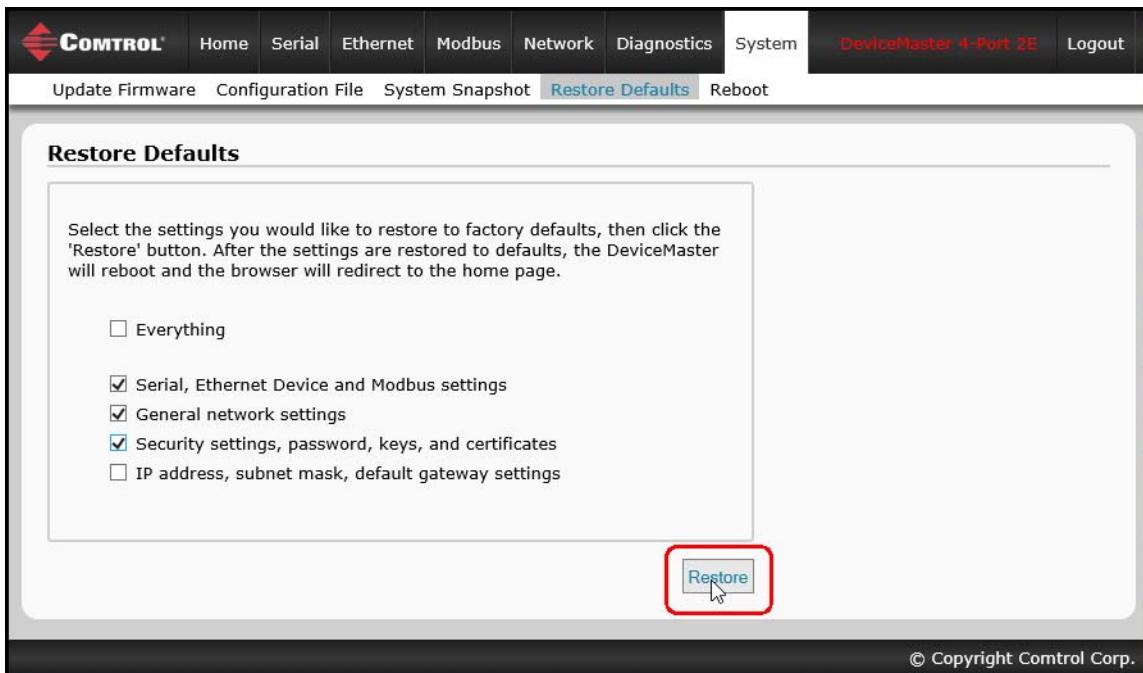 COMTROL® Home Serial Ethernet Modbus Network Diagnostics System DeviceMaster 4-Port 2E Logout
Update Firmware Configuration File System Snapshot Restore Defaults Reboot
Restore Defaults
Select the settings you would like to restore to factory defaults, then click the
'Restore' button. After the settings are restored to defaults, the DeviceMaster
will reboot and the browser will redirect to the home page.
Everything
Serial, Ethernet Device and Modbus settings
General network settings
Security settings, password, keys, and certificates
IP address, subnet mask, default gateway settings
Restore
© Copyright Comtrol Corp.